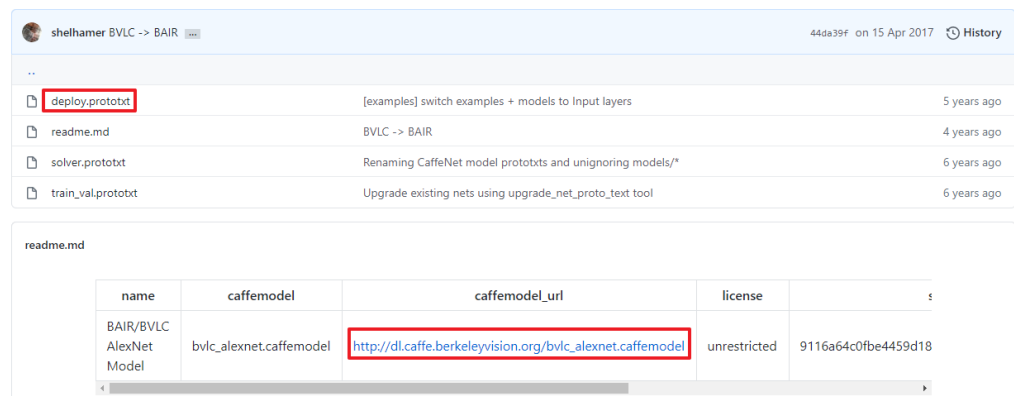 shelhamer BVLC -> BAIR ... 44da39f on 15 Apr 2017 History
..
deploy.prototxt [examples] switch examples + models to Input layers 5 years ago
readme.md BVLC -> BAIR 4 years ago
solver.prototxt Renaming CaffeNet model prototxts and unignoring models/* 6 years ago
train_val.prototxt Upgrade existing nets using upgrade_net_proto_text tool 6 years ago
readme.md
name caffemodel caffemodel_url license s
BAIR/BVLC
AlexNet
Model
bvlc_alexnet.caffemodel http://dl.caffe.berkeleyvision.org/bvlc_alexnet.caffemodel unrestricted 9116a64c0fbe4459d18